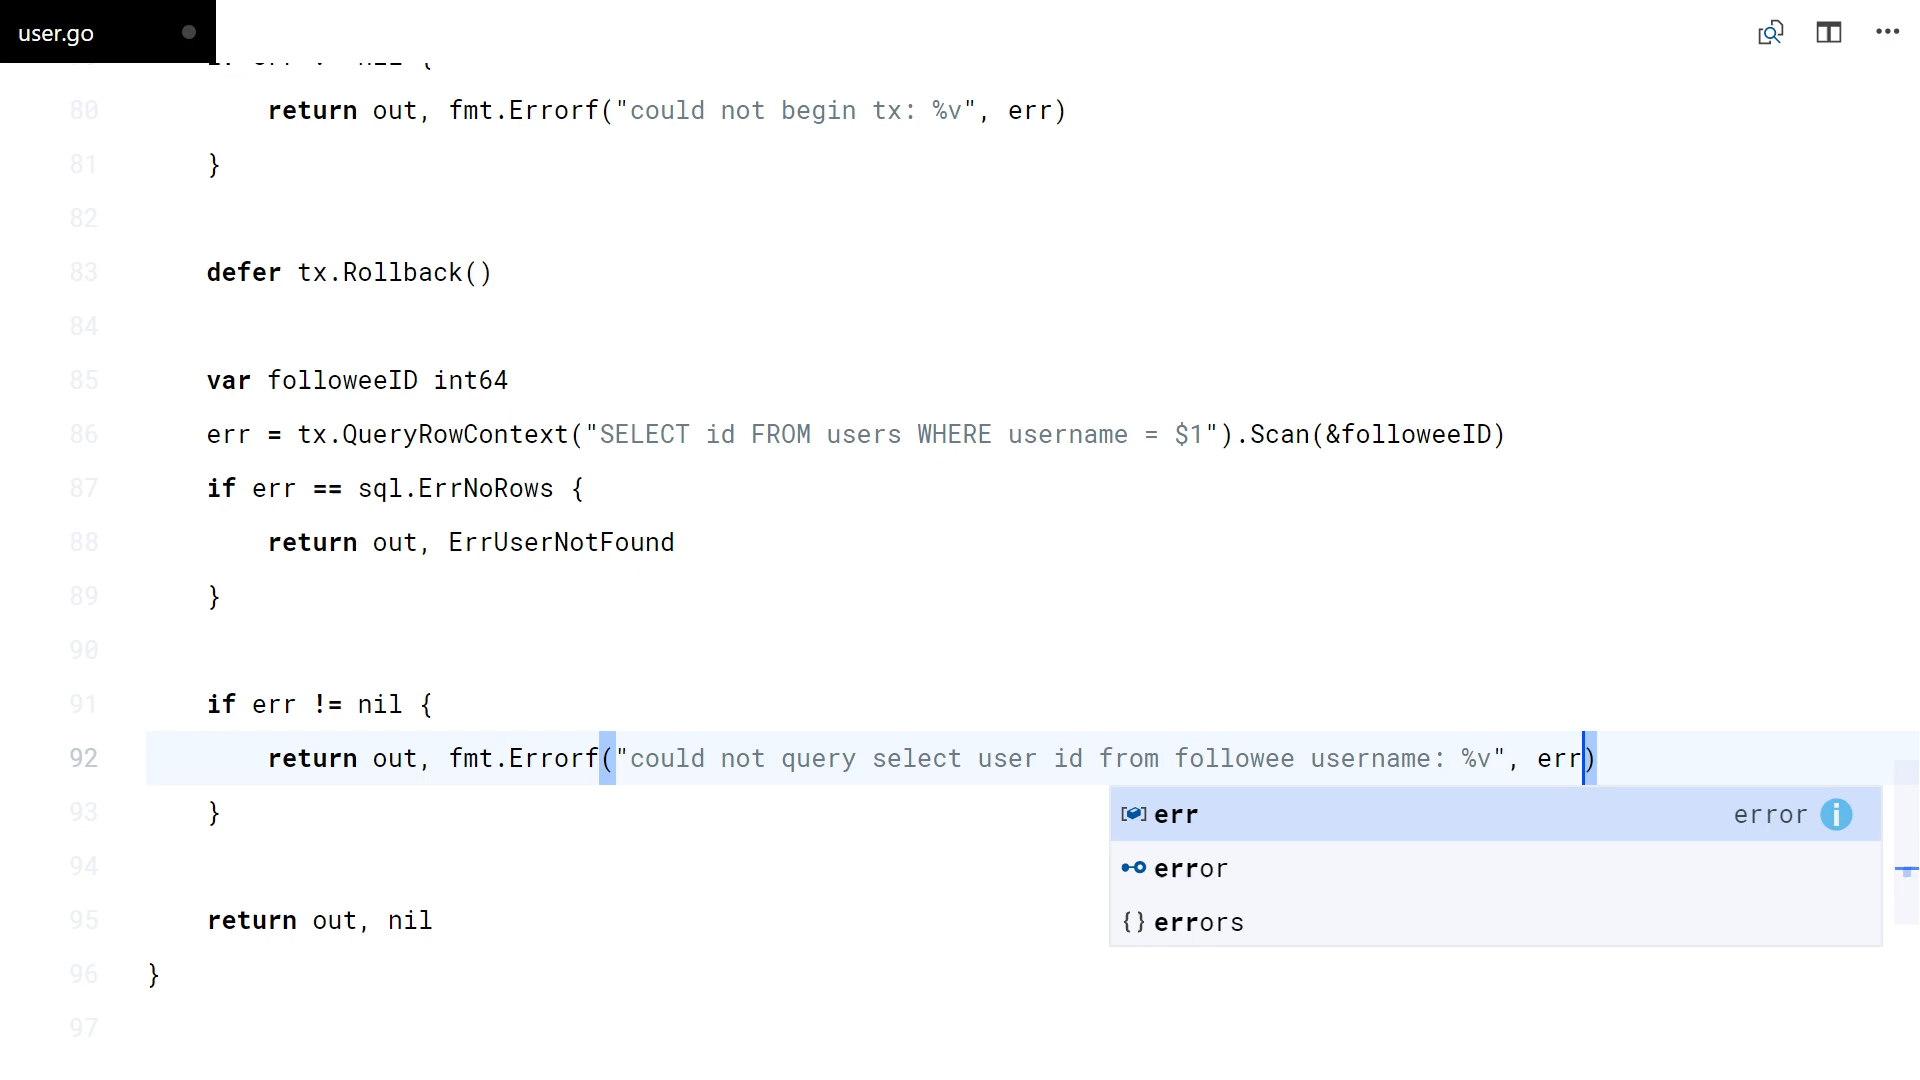 user.go
80 return out, fmt.Errorf("could not begin tx: %v", err)
81 }
82
83 defer tx.Rollback()
84
85 var followeeID int64
86 err = tx.QueryRowContext("SELECT id FROM users WHERE username = $1").Scan(&followeeID)
87 if err == sql.ErrNoRows {
88 return out, ErrUserNotFound
89 }
90
91 if err != nil {
92 return out, fmt.Errorf("could not query select user id from followee username: %v", err)
93 }
err error
94
error
95 return out, nil
errors
96 }
97